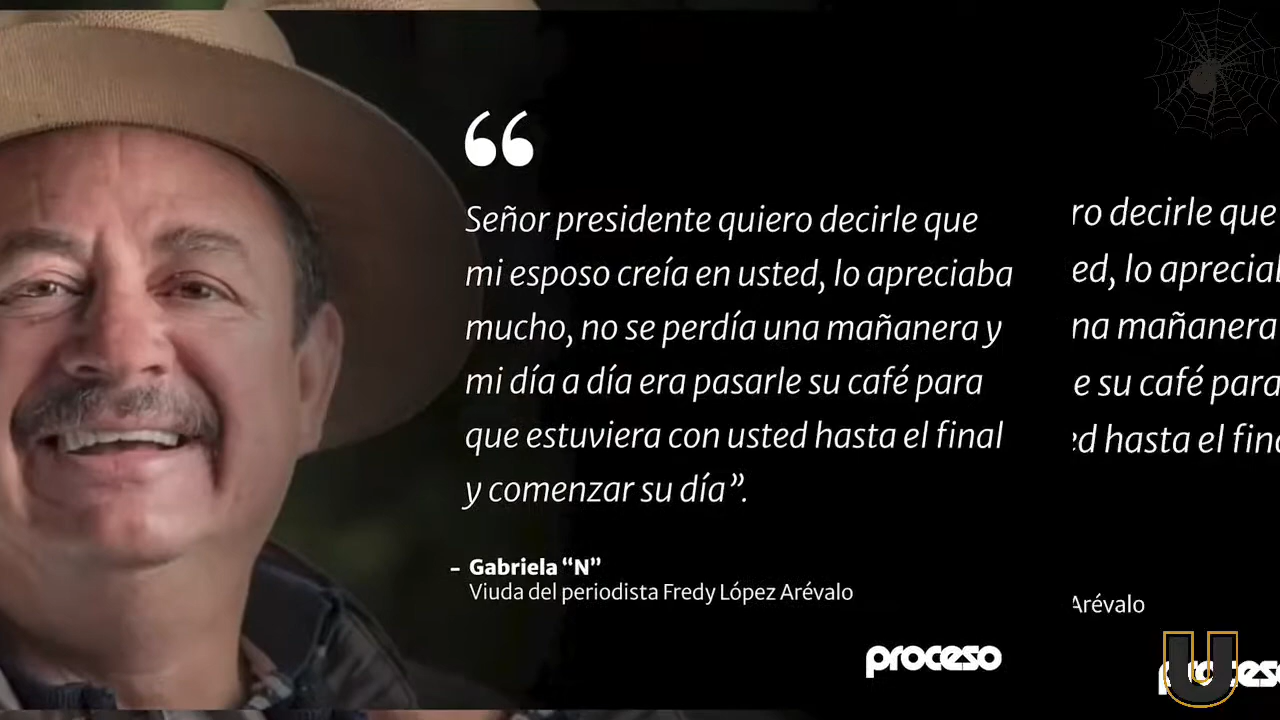 “
Señor presidente quiero decirle que
mi esposo creía en usted, lo apreciaba
mucho, no se perdía una mañanera y
mi día a día era pasarle su café para
que estuviera con usted hasta el final
y comenzar su día”.
– Gabriela “N”
Viuda del periodista Fredy López Arévalo
proceso
ro decirle que
ed, lo apreciab
na mañanera
e su café para
ed hasta el fina
Arévalo
U